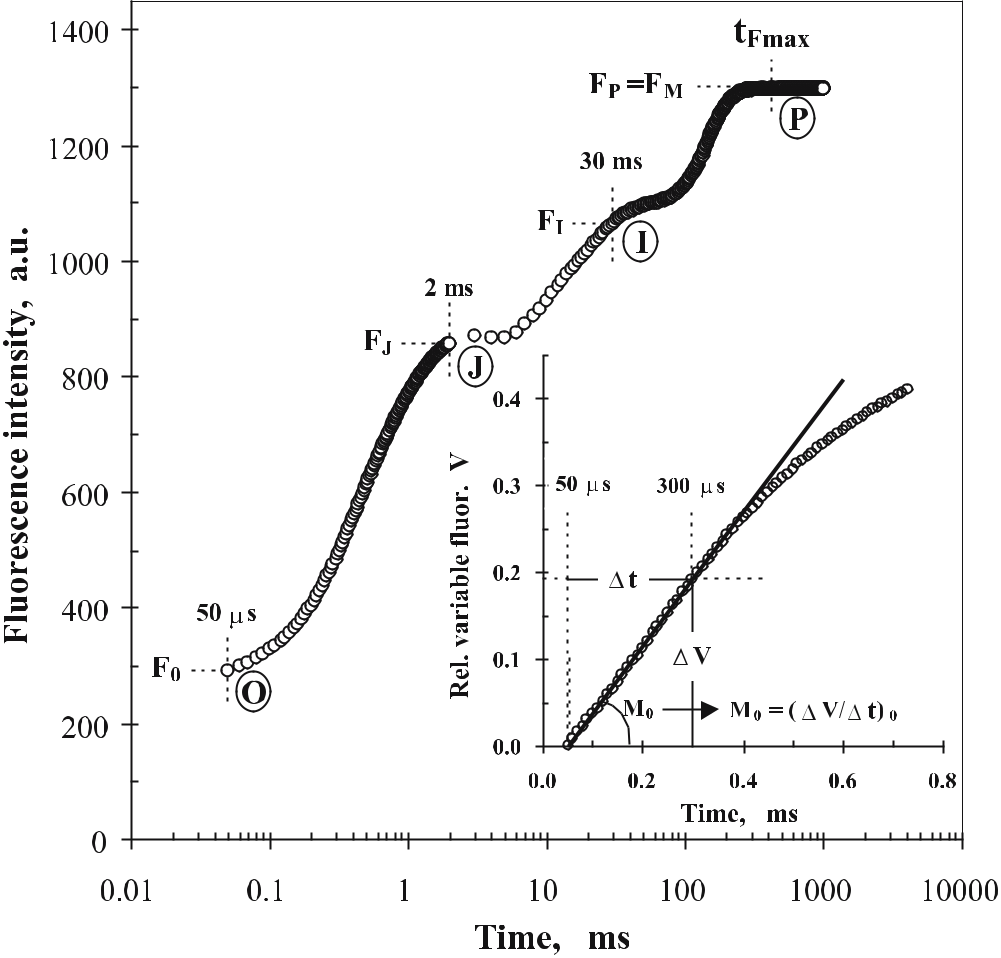 1400
1200
1000
800
600
400
200
0
Fluorescence intensity, a.u.
0.01
0.1
1
10
100
1000
10000
Time, ms
tFmax
FP=FM
P
30 ms
FI
I
2 ms
FJ
J
50 μs
F0
O
0.4
0.3
0.2
0.1
0.0
Rel. variable fluor. V
50 μs
300 μs
Δt
ΔV
M0
M0 = (ΔV/Δt)0
0.0
0.2
0.4
0.6
0.8
Time, ms